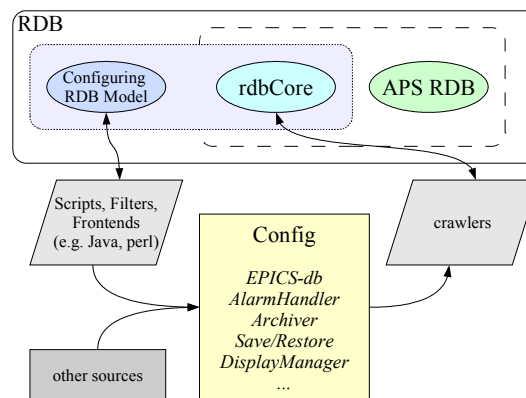 RDB
Configuring
RDB Model
rdbCore
APS RDB
Scripts, Filters,
Frontends
(e.g. Java, perl)
Config
EPICS-db
AlarmHandler
Archiver
Save/Restore
DisplayManager
...
crawlers
other sources